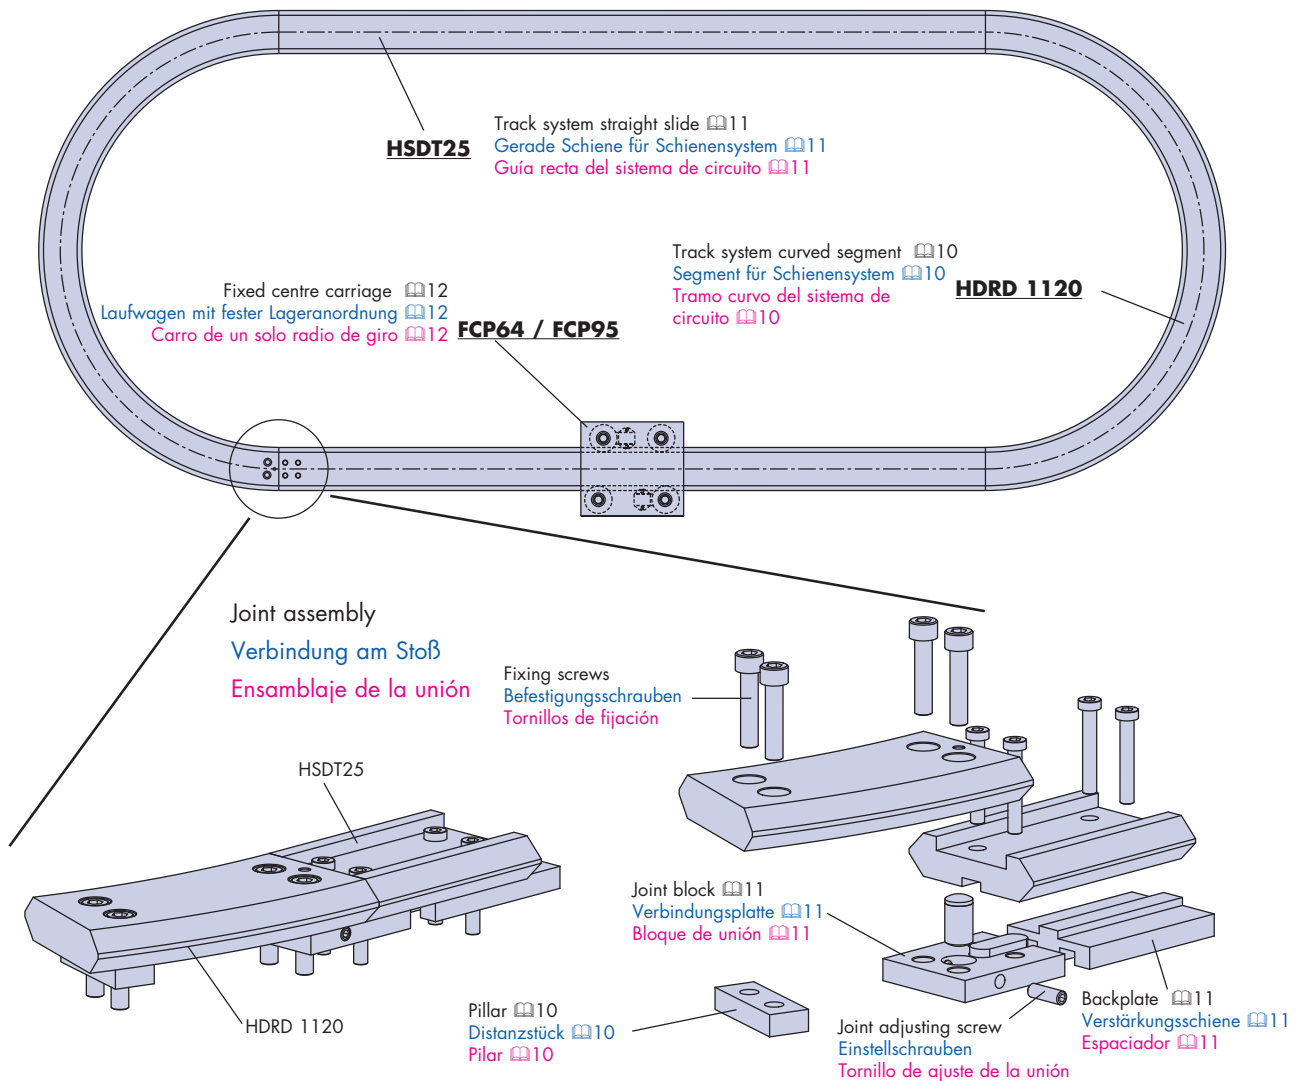 Track system straight slide 11
HSDT25
Gerade Schiene für Schienensystem 11
Guía recta del sistema de circuito 11
Track system curved segment 10
Segment für Schienensystem 10
HDRD 1120
Tramo curvo del sistema de
circuito 10
Fixed centre carriage 12
Laufwagen mit fester Lageranordnung 12
Carro de un solo radio de giro 12
FCP64 / FCP95
Joint assembly
Verbindung am Stoß
Ensamblaje de la unión
Fixing screws
Befestigungsschrauben
Tornillos de fijación
HSDT25
HDRD 1120
Joint block 11
Verbindungsplatte 11
Bloque de unión 11
Pillar 10
Distanzstück 10
Pilar 10
Joint adjusting screw
Einstellschrauben
Tornillo de ajuste de la unión
Backplate 11
Verstärkungsschiene 11
Espaciador 11